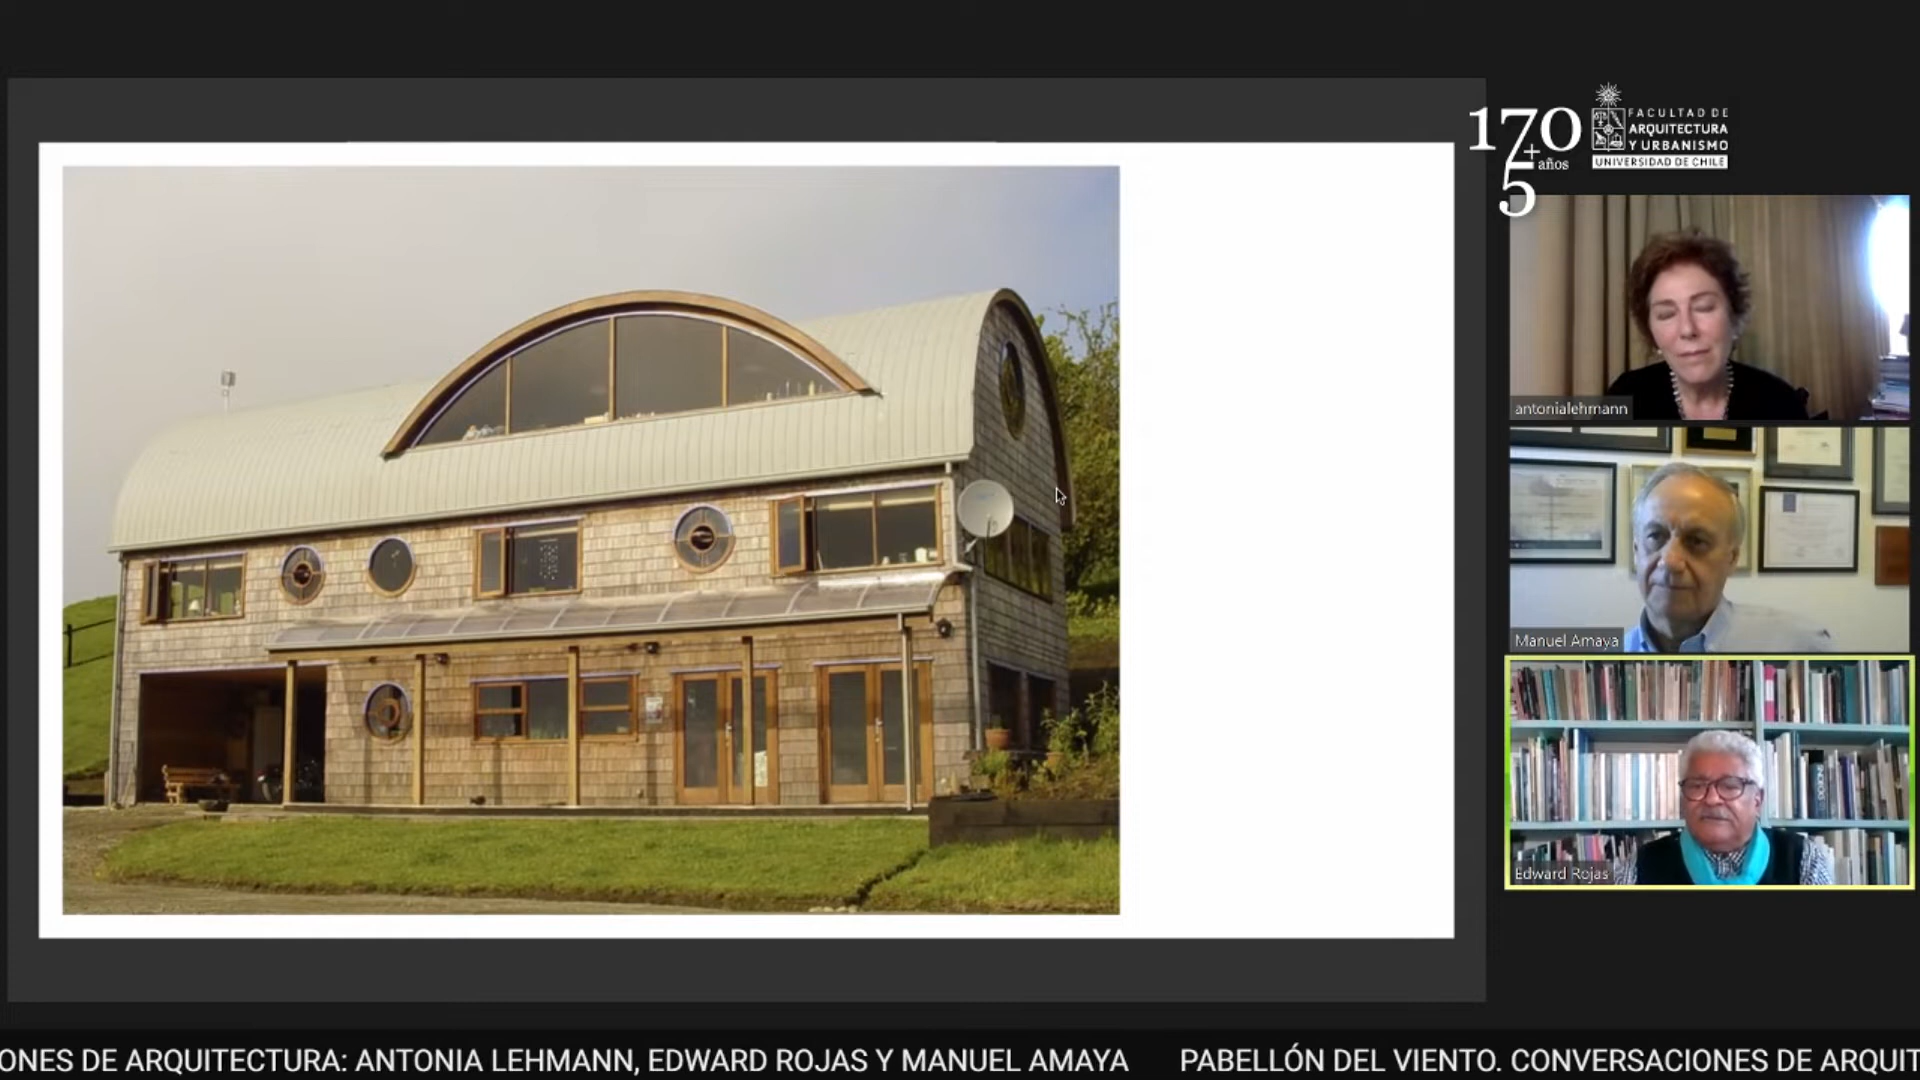 170
+
años
5
FACULTAD DE
ARQUITECTURA
Y URBANISMO
UNIVERSIDAD DE CHILE
antonialehmann
Manuel Amaya
Edward Rojas
ONES DE ARQUITECTURA: ANTONIA LEHMANN, EDWARD ROJAS Y MANUEL AMAYA PABELLÓN DEL VIENTO. CONVERSACIONES DE ARQUIT